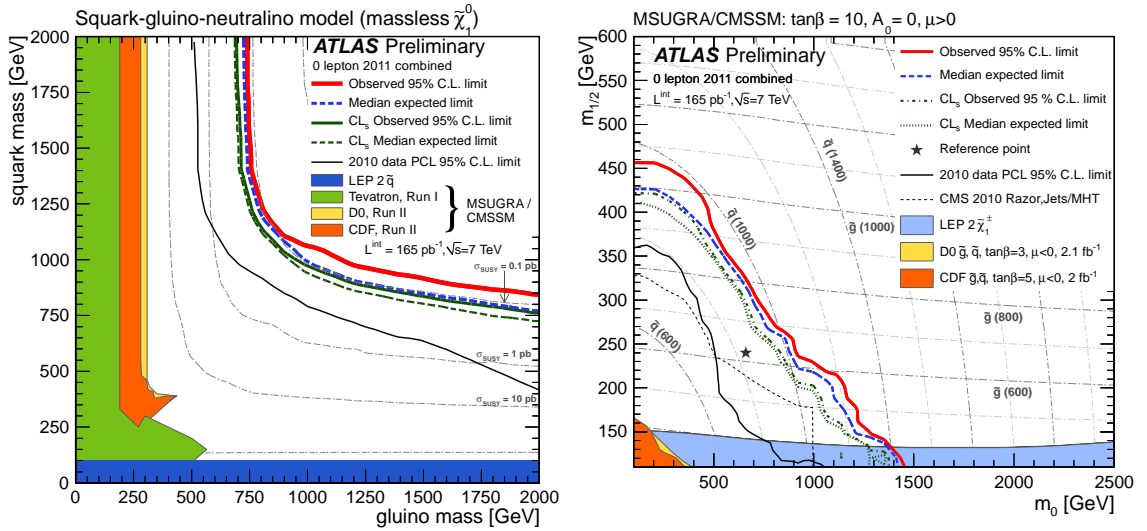 Squark-gluino-neutralino model (massless χ̃₁⁰)
squark mass [GeV]
2000
1750
1500
1250
1000
750
500
250
0
0 250 500 750 1000 1250 1500 1750 2000
gluino mass [GeV]
ATLAS Preliminary
0 lepton 2011 combined
Observed 95% C.L. limit
Median expected limit
CLₛ Observed 95% C.L. limit
CLₛ Median expected limit
2010 data PCL 95% C.L. limit
LEP 2 q̃
Tevatron, Run I
D0, Run II
CDF, Run II
MSUGRA /
CMSSM
Lⁱⁿᵗ = 165 pb⁻¹, √s=7 TeV
σ_SUSY = 0.1 pb
σ_SUSY = 1 pb
σ_SUSY = 10 pb
MSUGRA/CMSSM: tanβ = 10, A₀ = 0, μ>0
m₁/₂ [GeV]
600
550
500
450
400
350
300
250
200
150
500 1000 1500 2000 2500
m₀ [GeV]
ATLAS Preliminary
0 lepton 2011 combined
Lⁱⁿᵗ = 165 pb⁻¹, √s=7 TeV
Observed 95% C.L. limit
Median expected limit
CLₛ Observed 95 % C.L. limit
CLₛ Median expected limit
Reference point
2010 data PCL 95% C.L. limit
CMS 2010 Razor,Jets/MHT
LEP 2 χ̃₁±
D0 g̃, q̃, tanβ=3, μ<0, 2.1 fb⁻¹
CDF g̃,q̃, tanβ=5, μ<0, 2 fb⁻¹
q̃ (1400)
q̃ (1000)
q̃ (600)
g̃ (1000)
g̃ (800)
g̃ (600)